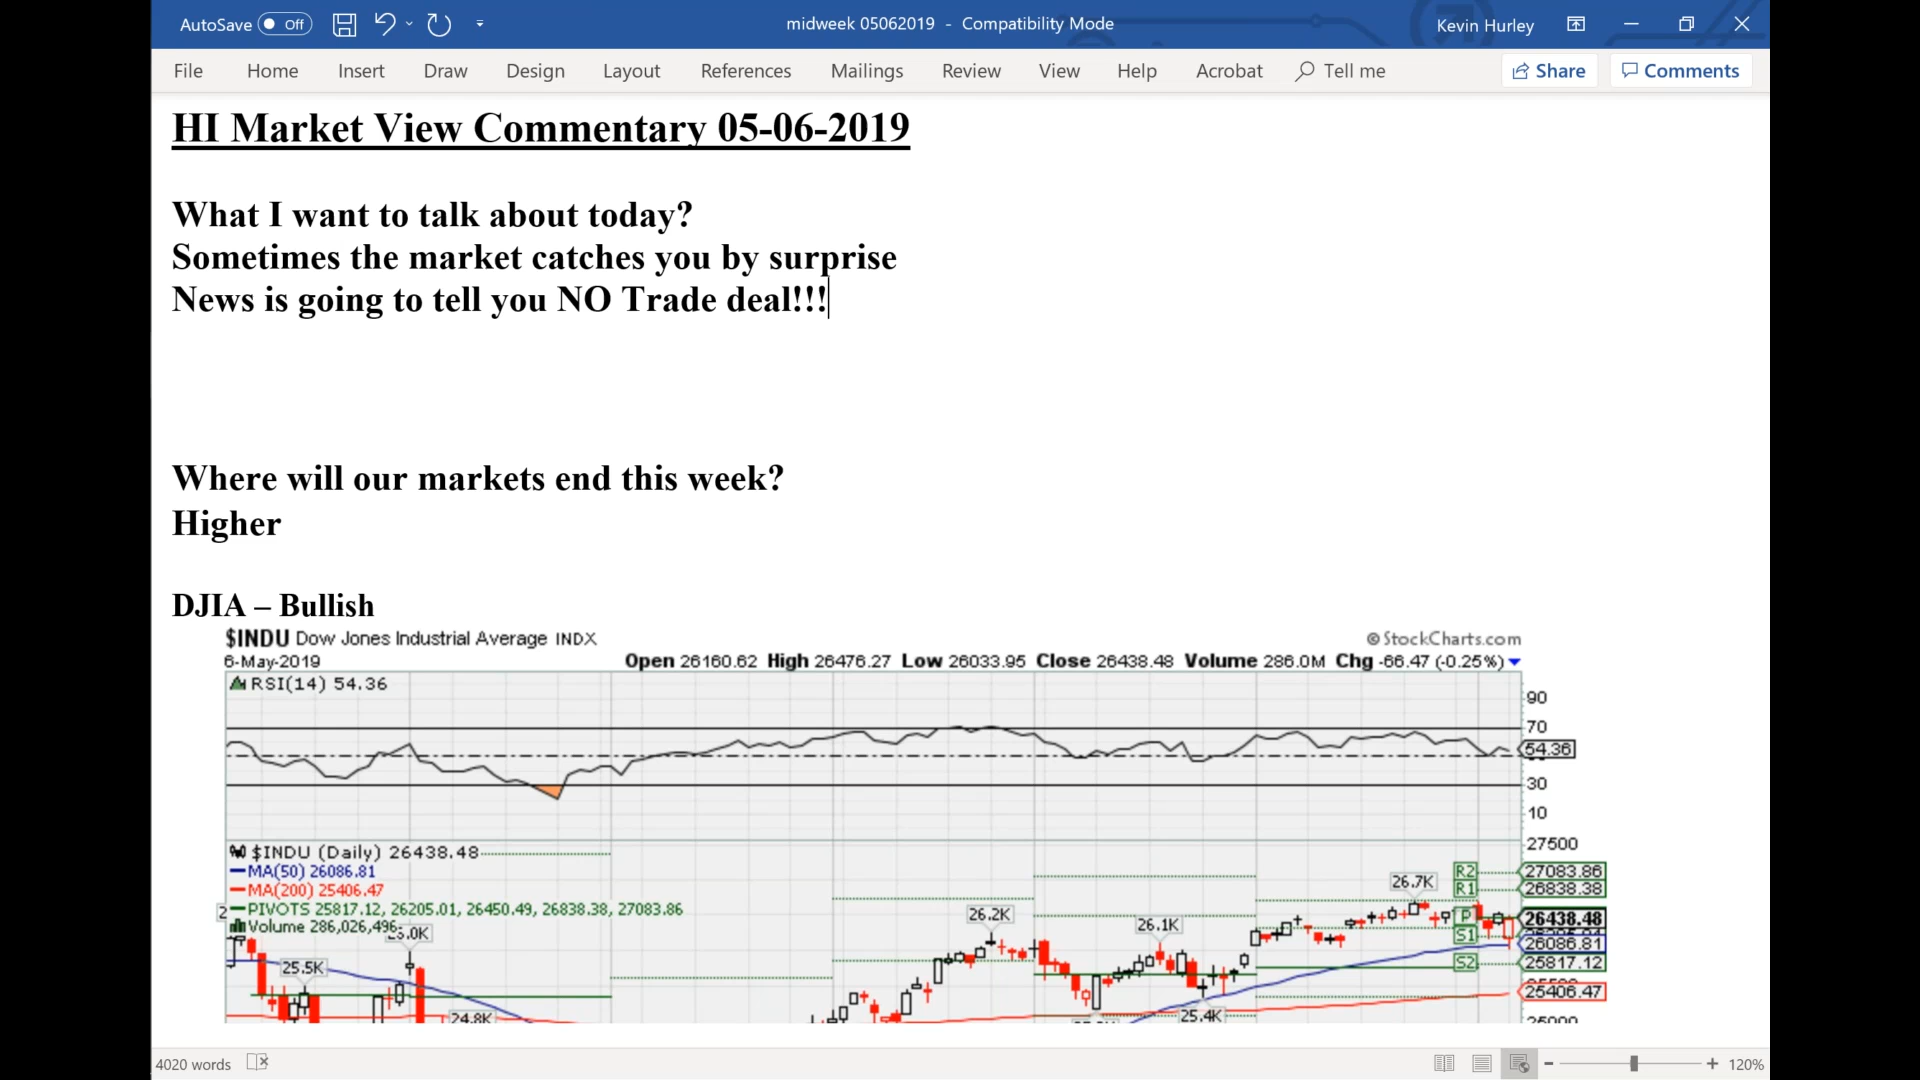 AutoSave Off midweek 05062019 - Compatibility Mode Kevin Hurley
File Home Insert Draw Design Layout References Mailings Review View Help Acrobat Tell me Share Comments
HI Market View Commentary 05-06-2019
What I want to talk about today?
Sometimes the market catches you by surprise
News is going to tell you NO Trade deal!!!
Where will our markets end this week?
Higher
DJIA – Bullish
$INDU Dow Jones Industrial Average INDX © StockCharts.com
6-May-2019 Open 26160.62 High 26476.27 Low 26033.95 Close 26438.48 Volume 286.0M Chg -66.47 (-0.25%)
RSI(14) 54.36
90
70
54.36
30
10
27500
$INDU (Daily) 26438.48
MA(50) 26086.81
MA(200) 25406.47
PIVOTS 25817.12, 26205.01, 26450.49, 26838.38, 27083.86
Volume 286,026,496
R2 27083.86
R1 26838.38
26.7K
26.2K
26.1K
P 26438.48
S1
26086.81
S2 25817.12
25.5K
25406.47
24.8K
25.4K
4020 words 120%